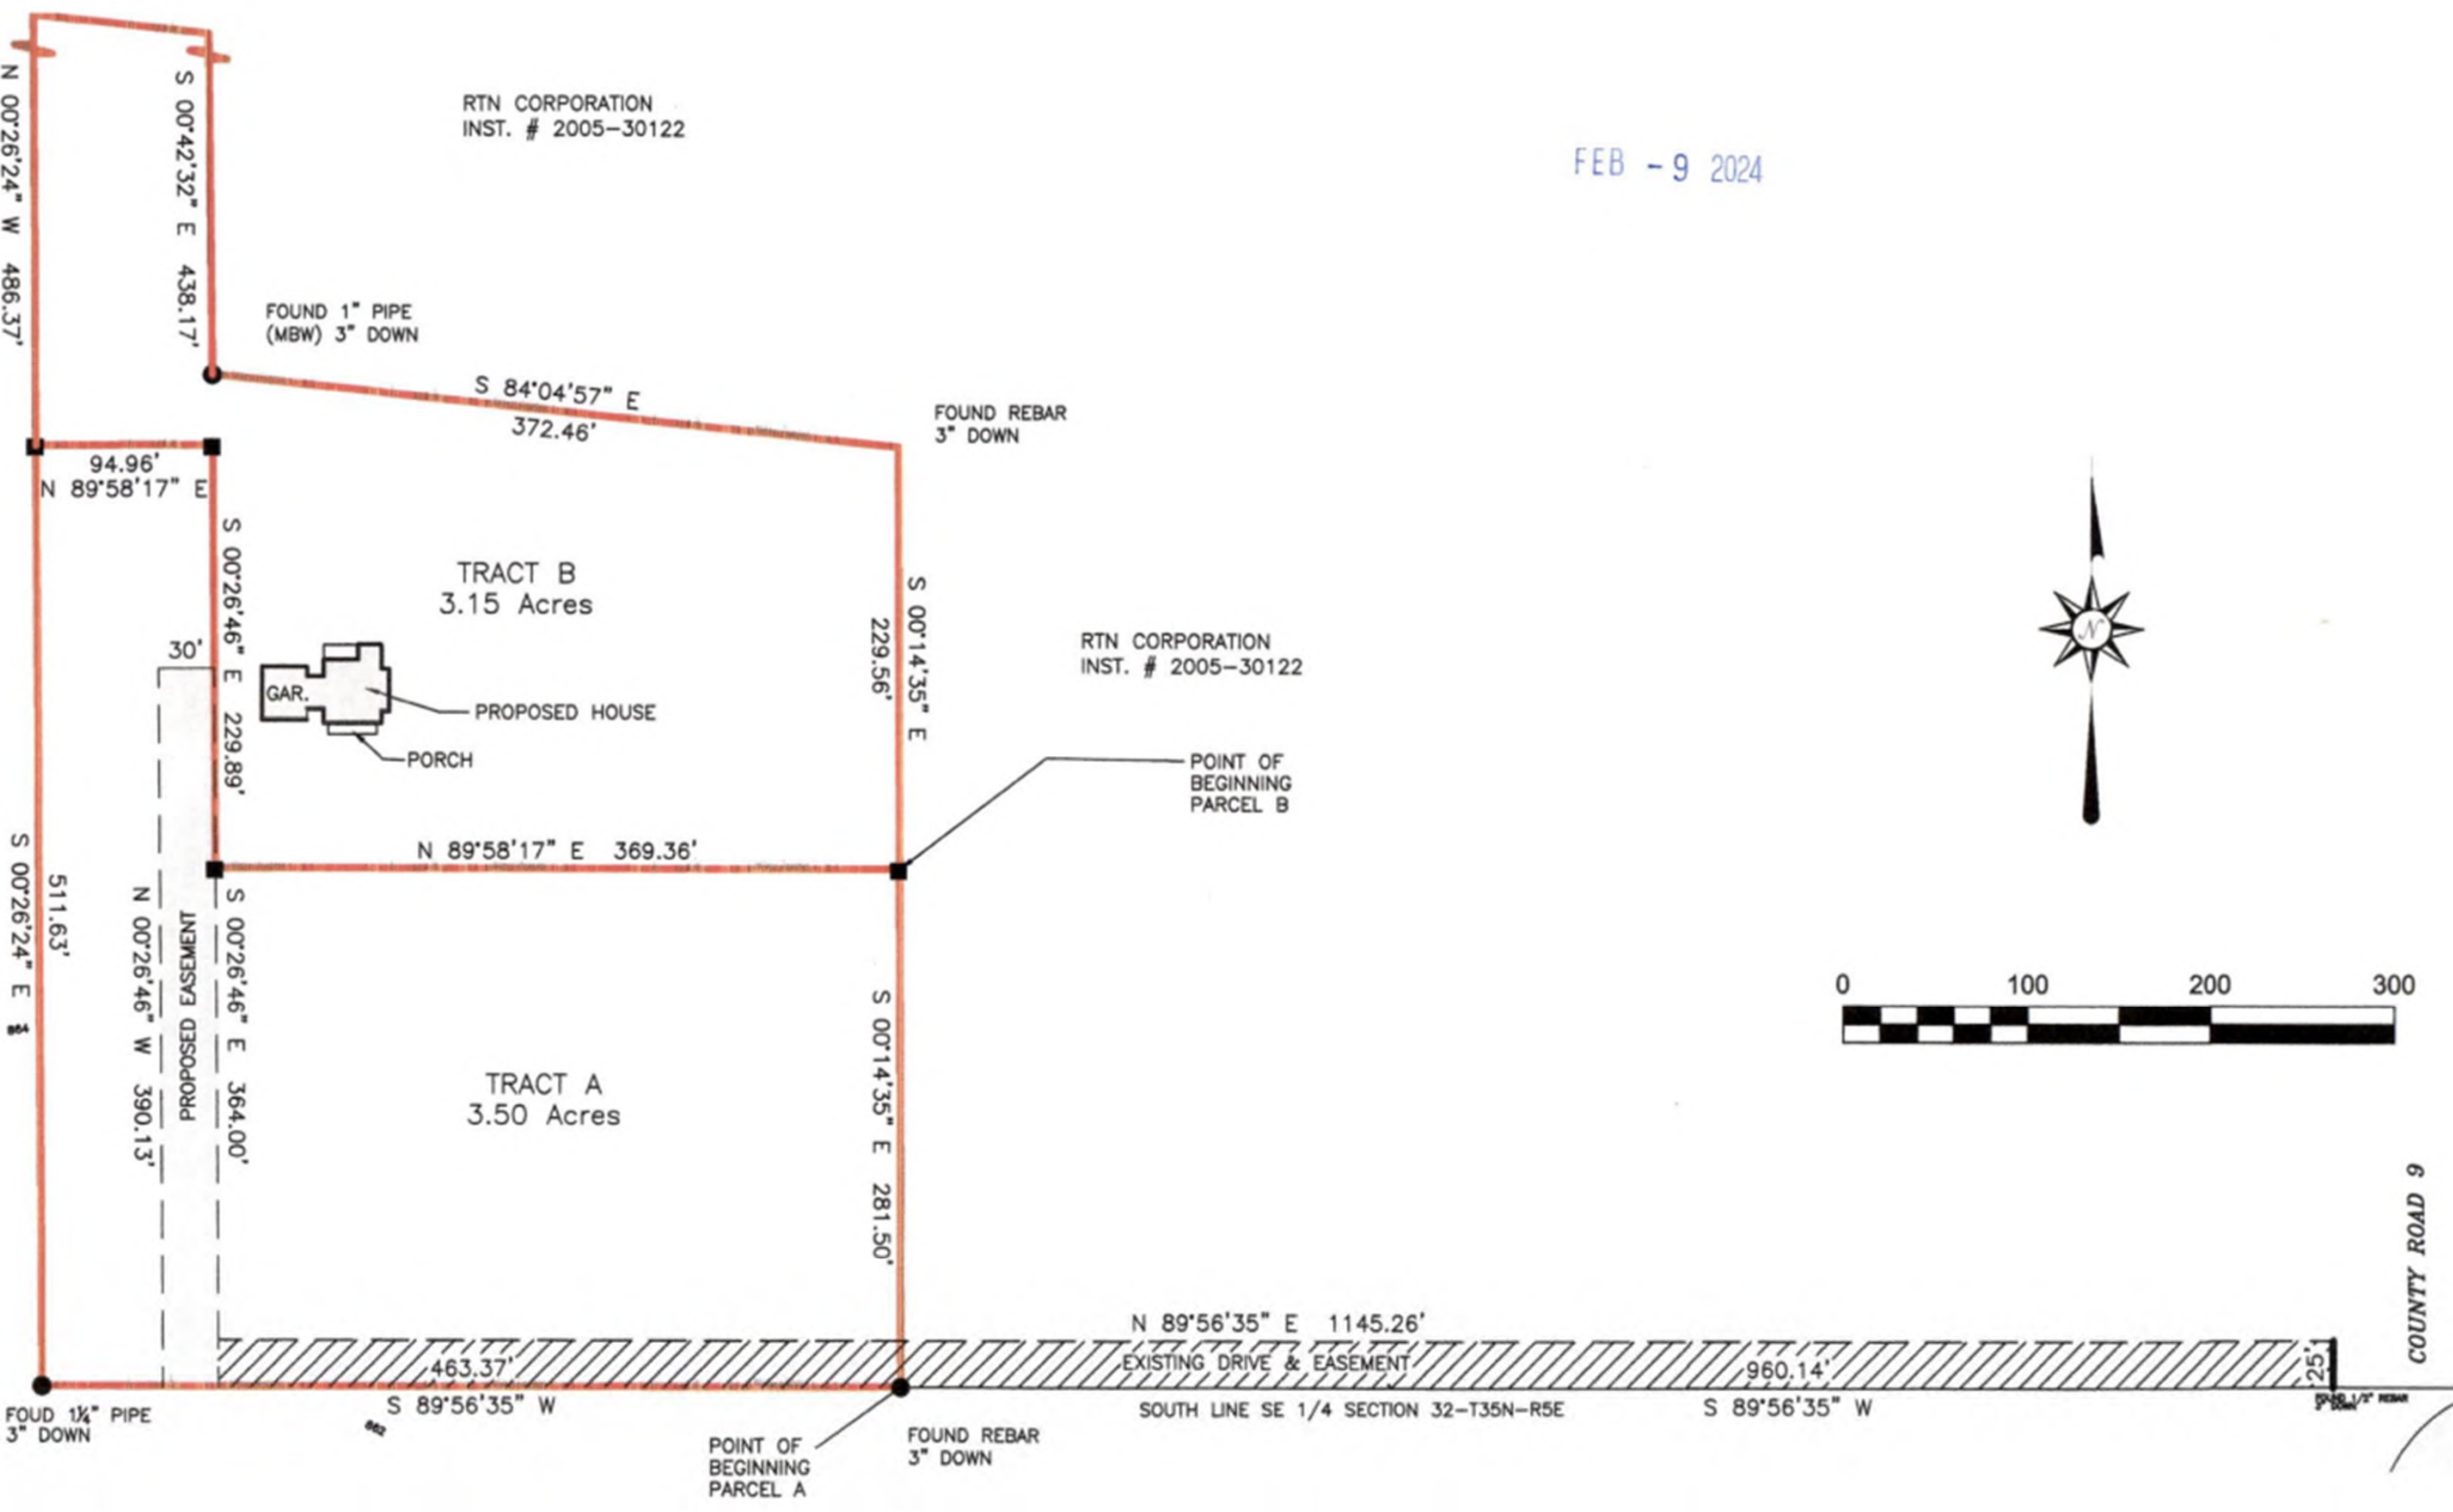 N 00°26'24" W 486.37'
S 00°42'32" E 438.17'
RTN CORPORATION
INST. # 2005-30122
FEB - 9 2024
FOUND 1" PIPE
(MBW) 3" DOWN
S 84°04'57" E
372.46'
FOUND REBAR
3" DOWN
94.96'
N 89°58'17" E
S 00°26'46" E 229.89'
TRACT B
3.15 Acres
S 00°14'35" E
229.56'
RTN CORPORATION
INST. # 2005-30122
N
30'
GAR.
PROPOSED HOUSE
PORCH
POINT OF
BEGINNING
PARCEL B
N 89°58'17" E 369.36'
S 00°26'24" E
511.63'
N 00°26'46" W 390.13'
PROPOSED EASEMENT
S 00°26'46" E 364.00'
S 00°14'35" E 281.50'
0 100 200 300
864
TRACT A
3.50 Acres
COUNTY ROAD 9
N 89°56'35" E 1145.26'
463.37'
EXISTING DRIVE & EASEMENT
960.14'
25'
S 89°56'35" W
SOUTH LINE SE 1/4 SECTION 32-T35N-R5E
S 89°56'35" W
FOUND 1/2" REBAR
FOUD 1¼" PIPE
3" DOWN
862
FOUND REBAR
3" DOWN
POINT OF
BEGINNING
PARCEL A